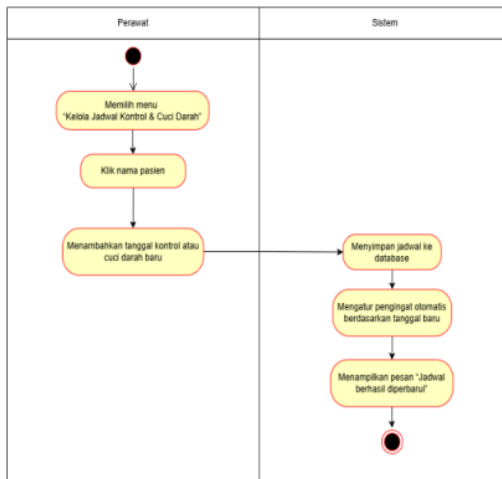 Perawat
Sistem
Memilih menu
"Kelola Jadwal Kontrol & Cuci Darah"
Klik nama pasien
Menambahkan tanggal kontrol atau
cuci darah baru
Menyimpan jadwal ke
database
Mengatur pengingat otomatis
berdasarkan tanggal baru
Menampilkan pesan "Jadwal
berhasil diperbarui"